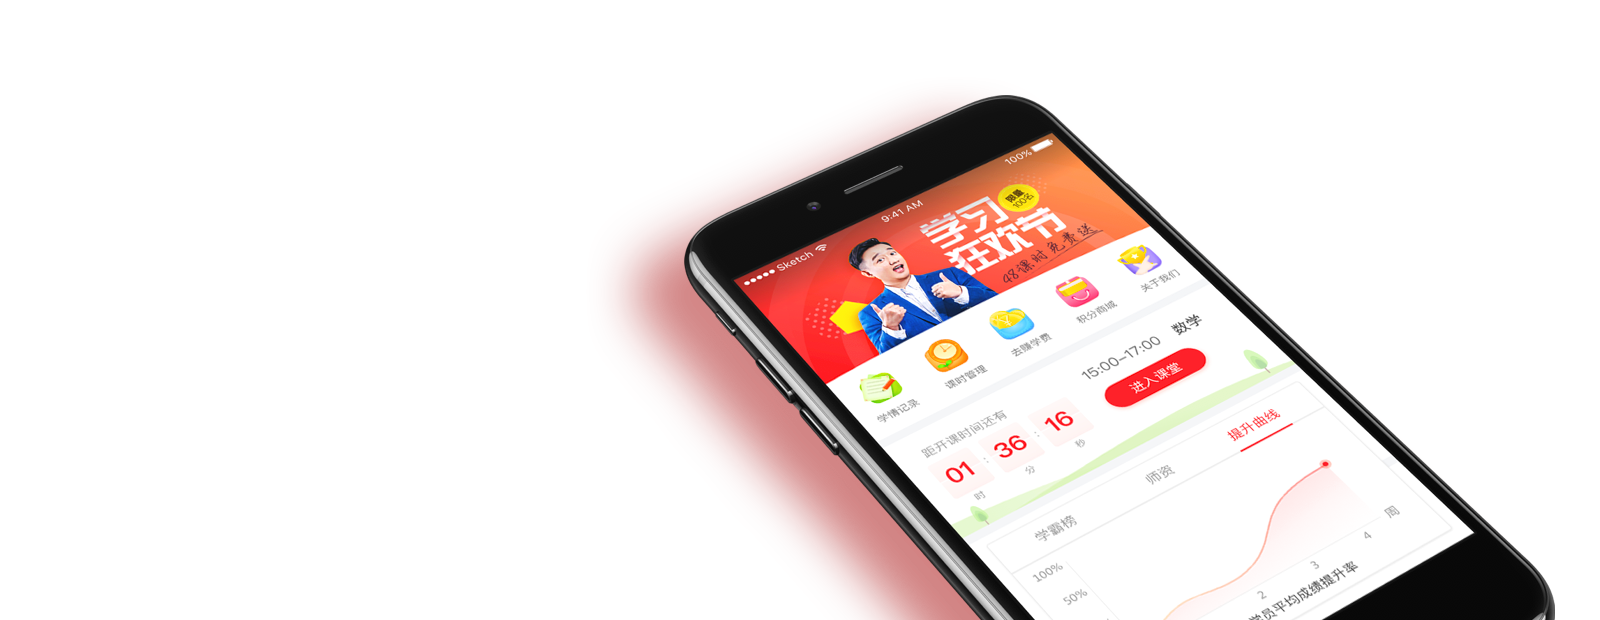 Sketch
9:41 AM
100%
学习
狂欢节
限量
100名
48课时免费送
学情记录
课时管理
去赚学费
积分商城
关于我们
距开课时间还有
01 : 36 : 16
时 分 秒
15:00–17:00 数学
进入课堂
学霸榜
师资
提升曲线
100%
50%
2 3 4 周
学员平均成绩提升率